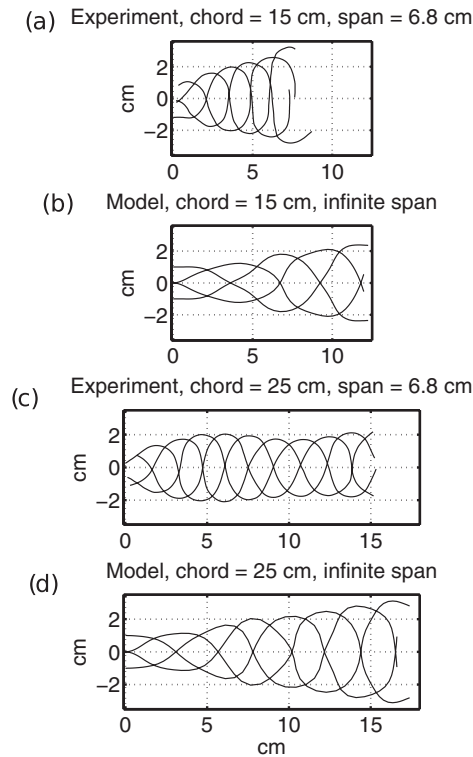 (a) Experiment, chord = 15 cm, span = 6.8 cm
cm
2
0
−2
0 5 10
(b) Model, chord = 15 cm, infinite span
cm
2
0
−2
0 5 10
(c) Experiment, chord = 25 cm, span = 6.8 cm
cm
2
0
−2
0 5 10 15
(d) Model, chord = 25 cm, infinite span
cm
2
0
−2
0 5 10 15
cm